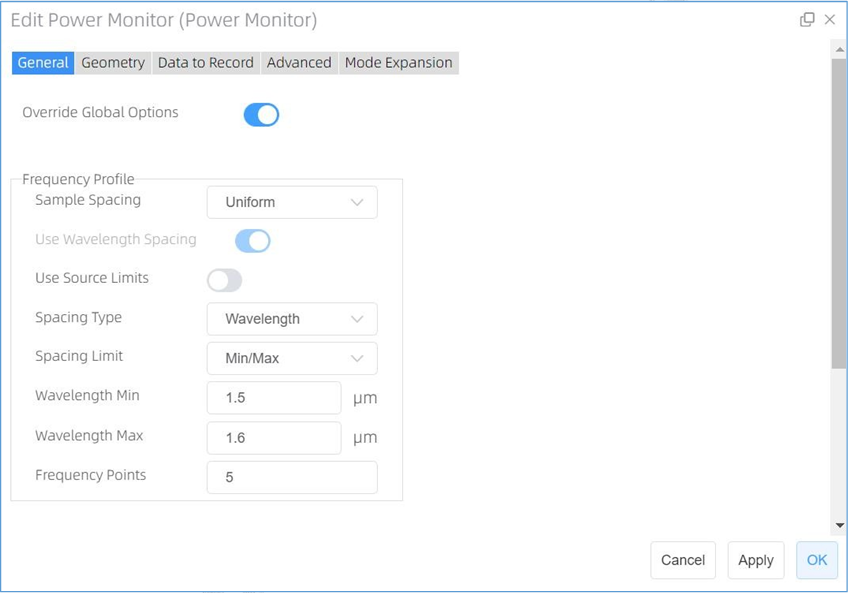 Edit Power Monitor (Power Monitor)
General Geometry Data to Record Advanced Mode Expansion
Override Global Options
Frequency Profile
Sample Spacing Uniform
Use Wavelength Spacing
Use Source Limits
Spacing Type Wavelength
Spacing Limit Min/Max
Wavelength Min 1.5 μm
Wavelength Max 1.6 μm
Frequency Points 5
Cancel Apply OK